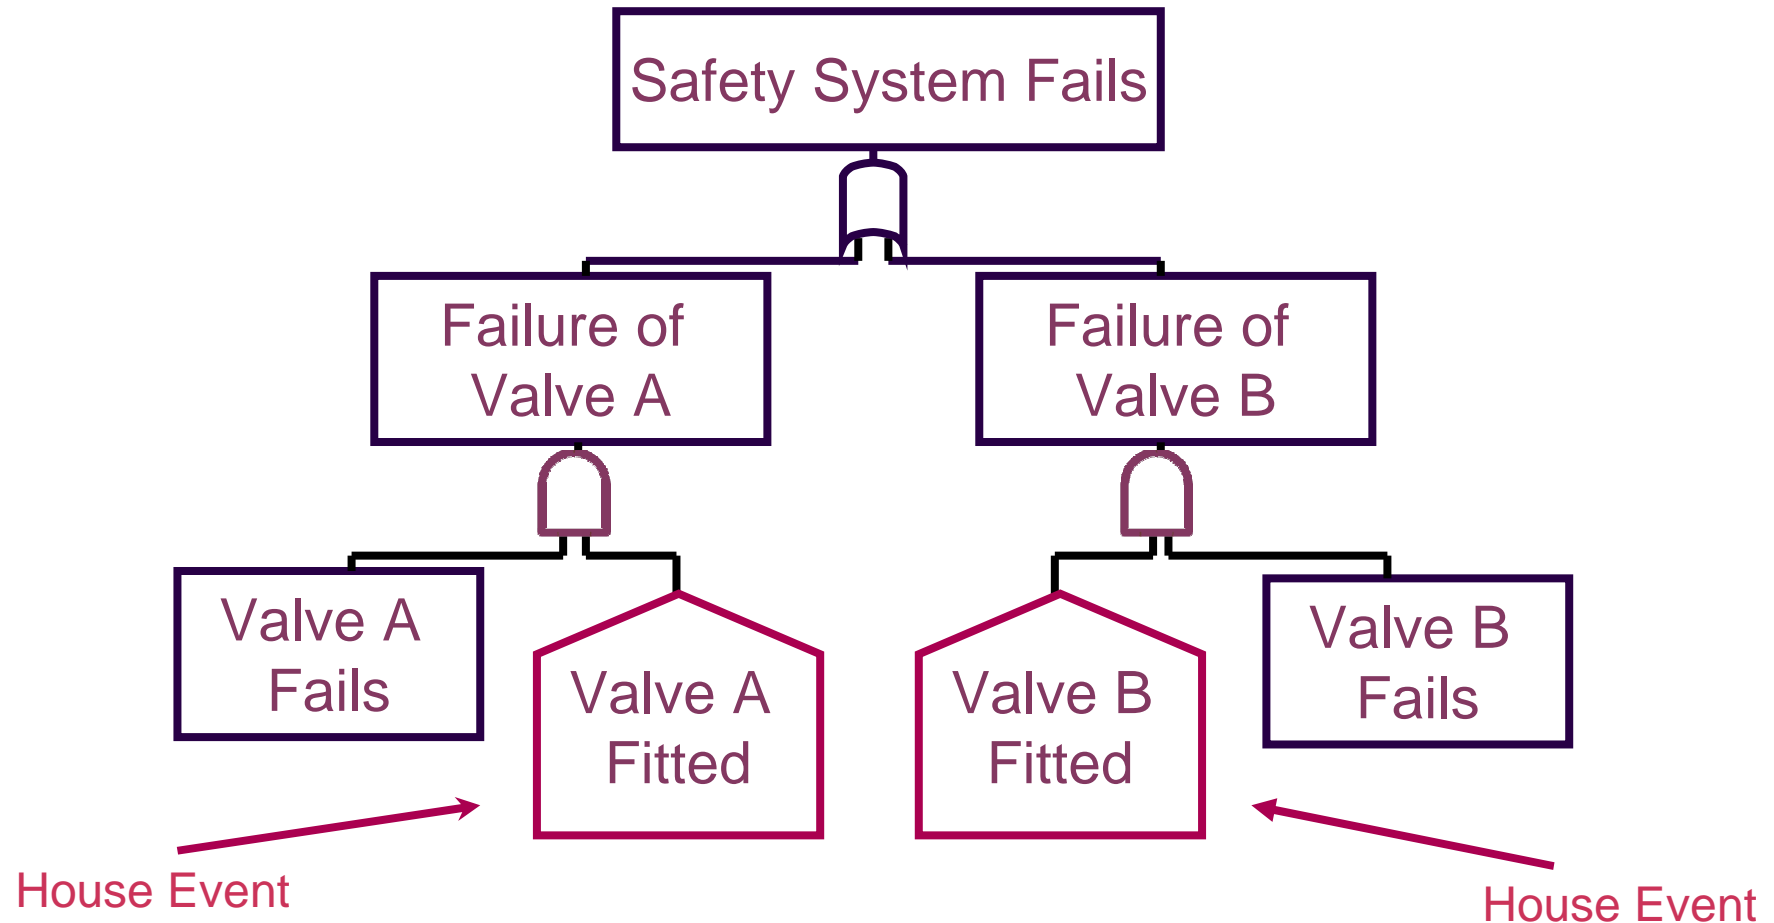 Safety System Fails
Failure of
Valve A
Failure of
Valve B
Valve A
Fails
Valve A
Fitted
Valve B
Fitted
Valve B
Fails
House Event
House Event